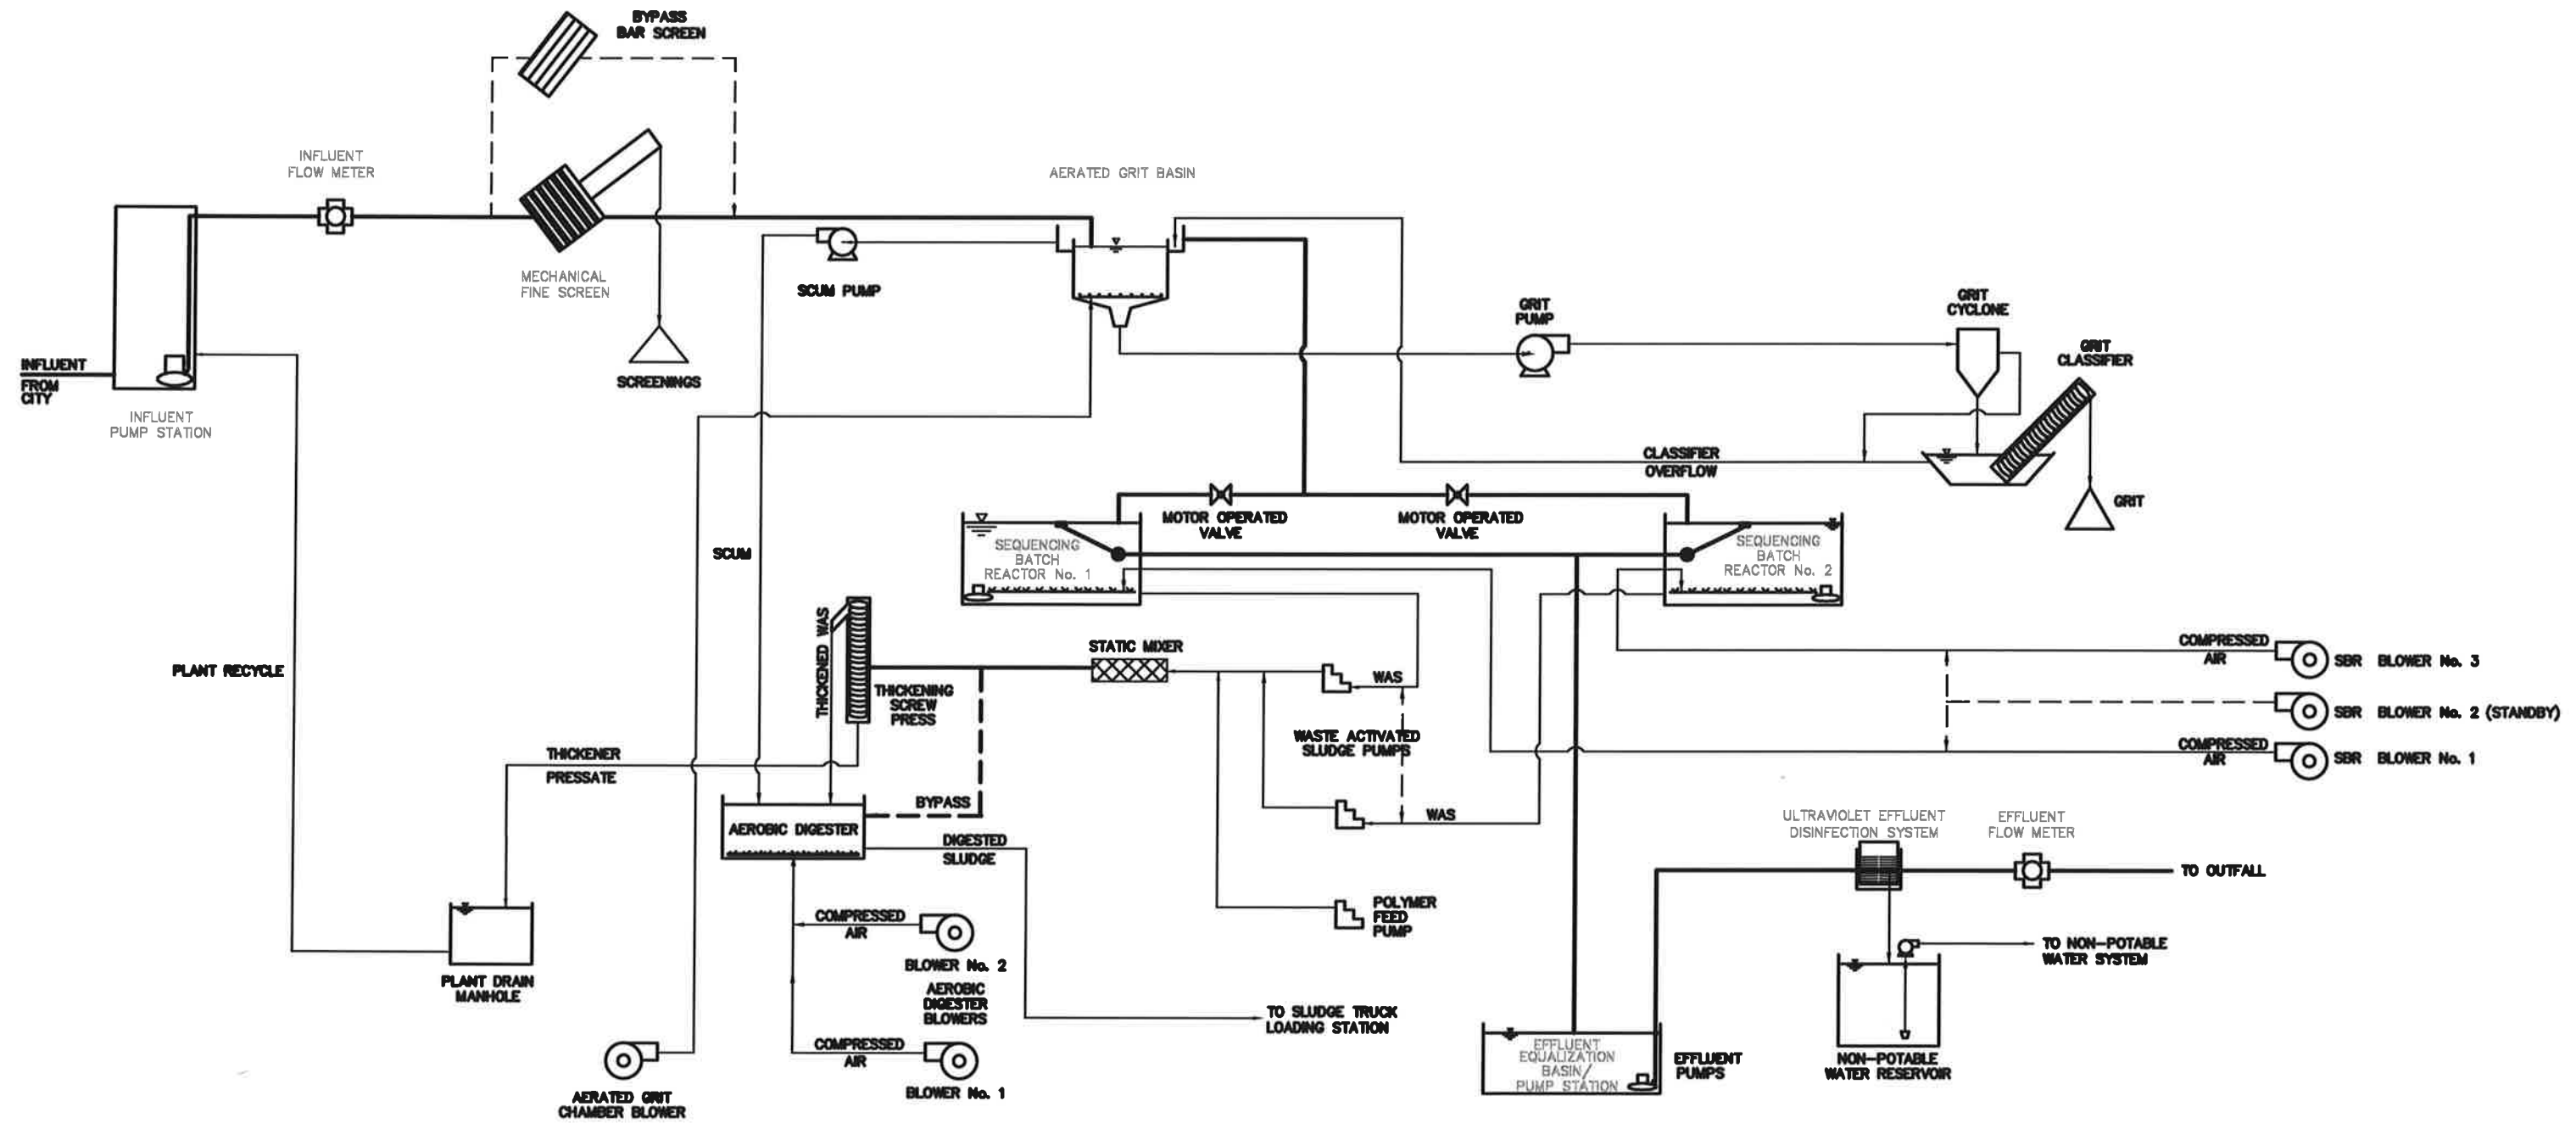 BYPASS
BAR SCREEN
INFLUENT
FLOW METER
AERATED GRIT BASIN
MECHANICAL
FINE SCREEN
SCUM PUMP
GRIT
PUMP
GRIT
CYCLONE
GRIT
CLASSIFIER
INFLUENT
FROM
CITY
SCREENINGS
INFLUENT
PUMP STATION
CLASSIFIER
OVERFLOW
GRIT
MOTOR OPERATED
VALVE
MOTOR OPERATED
VALVE
SCUM
SEQUENCING
BATCH
REACTOR No. 1
SEQUENCING
BATCH
REACTOR No. 2
THICKENED WAS
STATIC MIXER
COMPRESSED
AIR
SBR BLOWER No. 3
PLANT RECYCLE
THICKENING
SCREW
PRESS
WAS
SBR BLOWER No. 2 (STANDBY)
WASTE ACTIVATED
SLUDGE PUMPS
COMPRESSED
AIR
SBR BLOWER No. 1
THICKENER
PRESSATE
BYPASS
WAS
AEROBIC DIGESTER
DIGESTED
SLUDGE
ULTRAVIOLET EFFLUENT
DISINFECTION SYSTEM
EFFLUENT
FLOW METER
TO OUTFALL
COMPRESSED
AIR
POLYMER
FEED
PUMP
BLOWER No. 2
TO NON-POTABLE
WATER SYSTEM
PLANT DRAIN
MANHOLE
AEROBIC
DIGESTER
BLOWERS
TO SLUDGE TRUCK
LOADING STATION
COMPRESSED
AIR
EFFLUENT
EQUALIZATION
BASIN/
PUMP STATION
EFFLUENT
PUMPS
NON-POTABLE
WATER RESERVOIR
BLOWER No. 1
AERATED GRIT
CHAMBER BLOWER